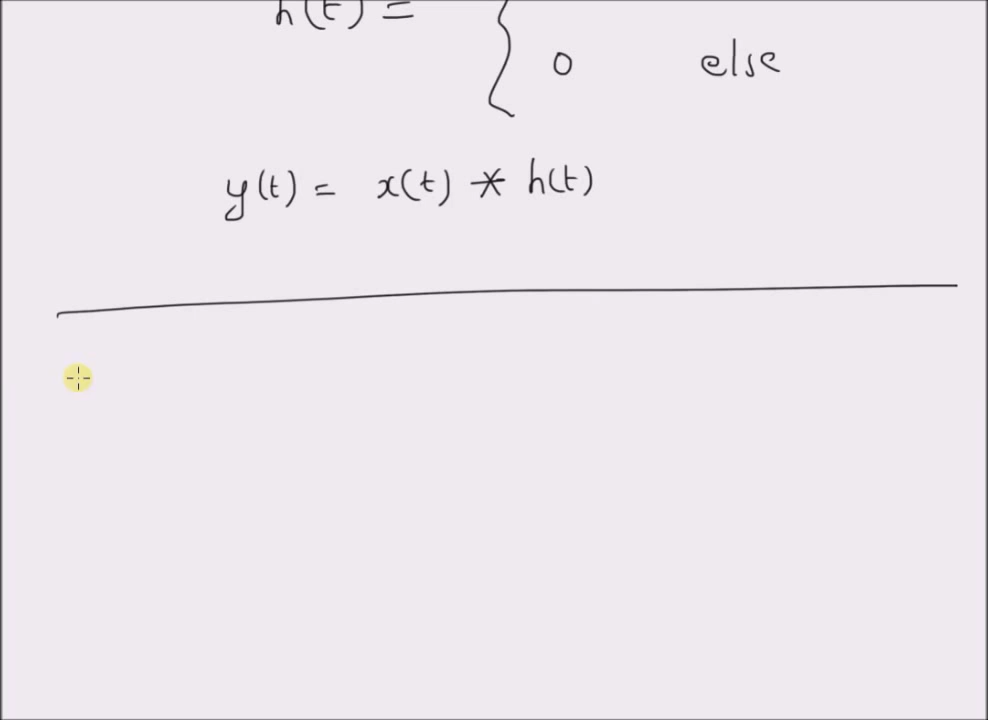 h(t) = {
0 else
y(t) = x(t) * h(t)